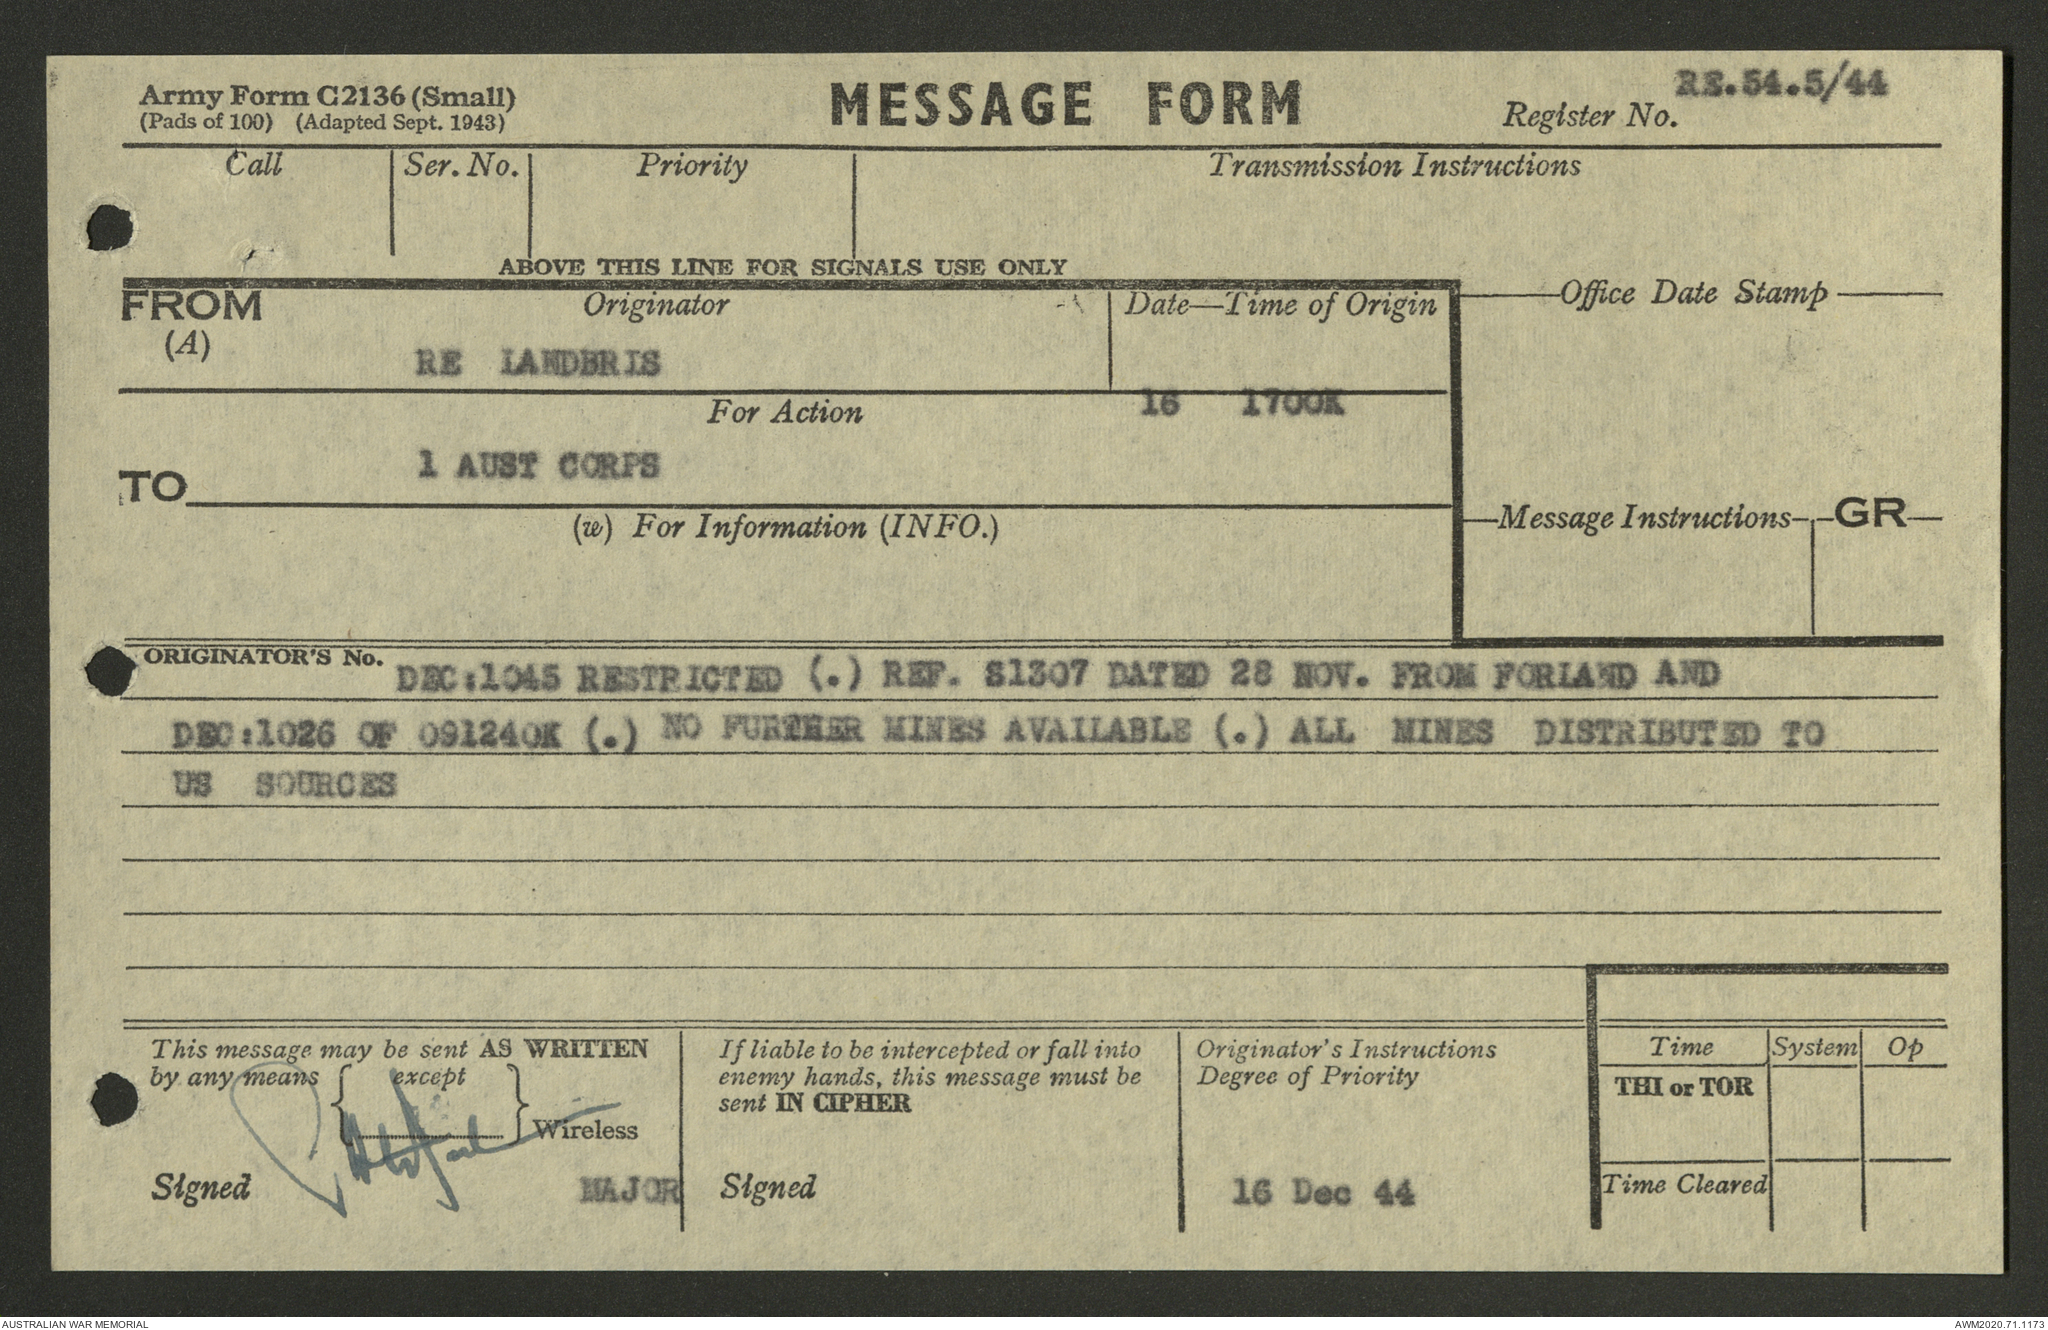 Army Form C2136 (Small)
(Pads of 100) (Adapted Sept. 1943)
MESSAGE FORM
RE.54.5/44
Register No.
Call Ser. No. Priority Transmission Instructions
ABOVE THIS LINE FOR SIGNALS USE ONLY
FROM Originator Date—Time of Origin Office Date Stamp
(A)
RE LANDBRIS
16 1700K
For Action
1 AUST CORPS
TO
(w) For Information (INFO.)
Message Instructions GR
ORIGINATOR'S No.
DEC:1045 RESTRICTED (.) REF. S1307 DATED 28 NOV. FROM FORLAND AND
DEC:1026 OF 091240K (.) NO FURTHER MINES AVAILABLE (.) ALL MINES DISTRIBUTED TO
US SOURCES
This message may be sent AS WRITTEN
by any means { except } Wireless
Signed
MAJOR
If liable to be intercepted or fall into
enemy hands, this message must be
sent IN CIPHER
Signed
Originator's Instructions
Degree of Priority
16 Dec 44
Time System Op
THI or TOR
Time Cleared
AUSTRALIAN WAR MEMORIAL
AWM2020.71.1173